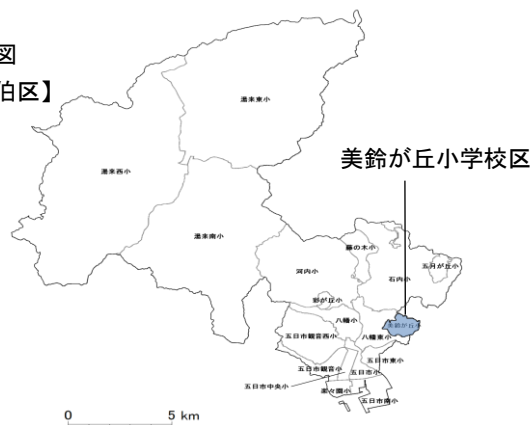 図
伯区】
美鈴が丘小学校区
湯来東小
湯来西小
湯来南小
藤の木小
五月が丘小
河内小
石内小
彩が丘小
八幡小
美鈴が丘小
八幡東小
五日市観音西小
五日市東小
五日市観音小
五日市小
五日市中央小
楽々園小
五日市南小
0 5 km